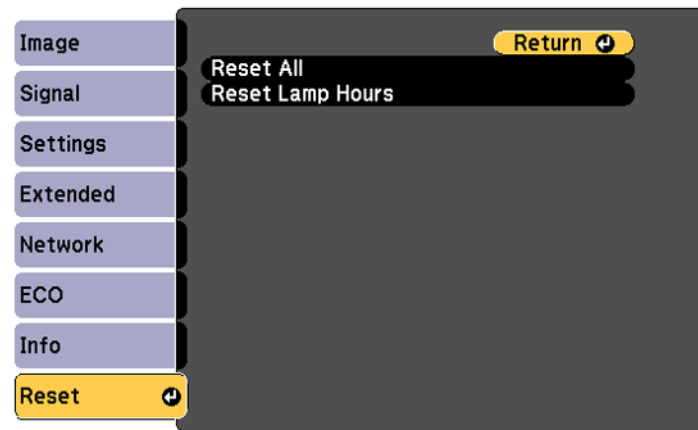 Image
Signal
Settings
Extended
Network
ECO
Info
Reset
Return
Reset All
Reset Lamp Hours